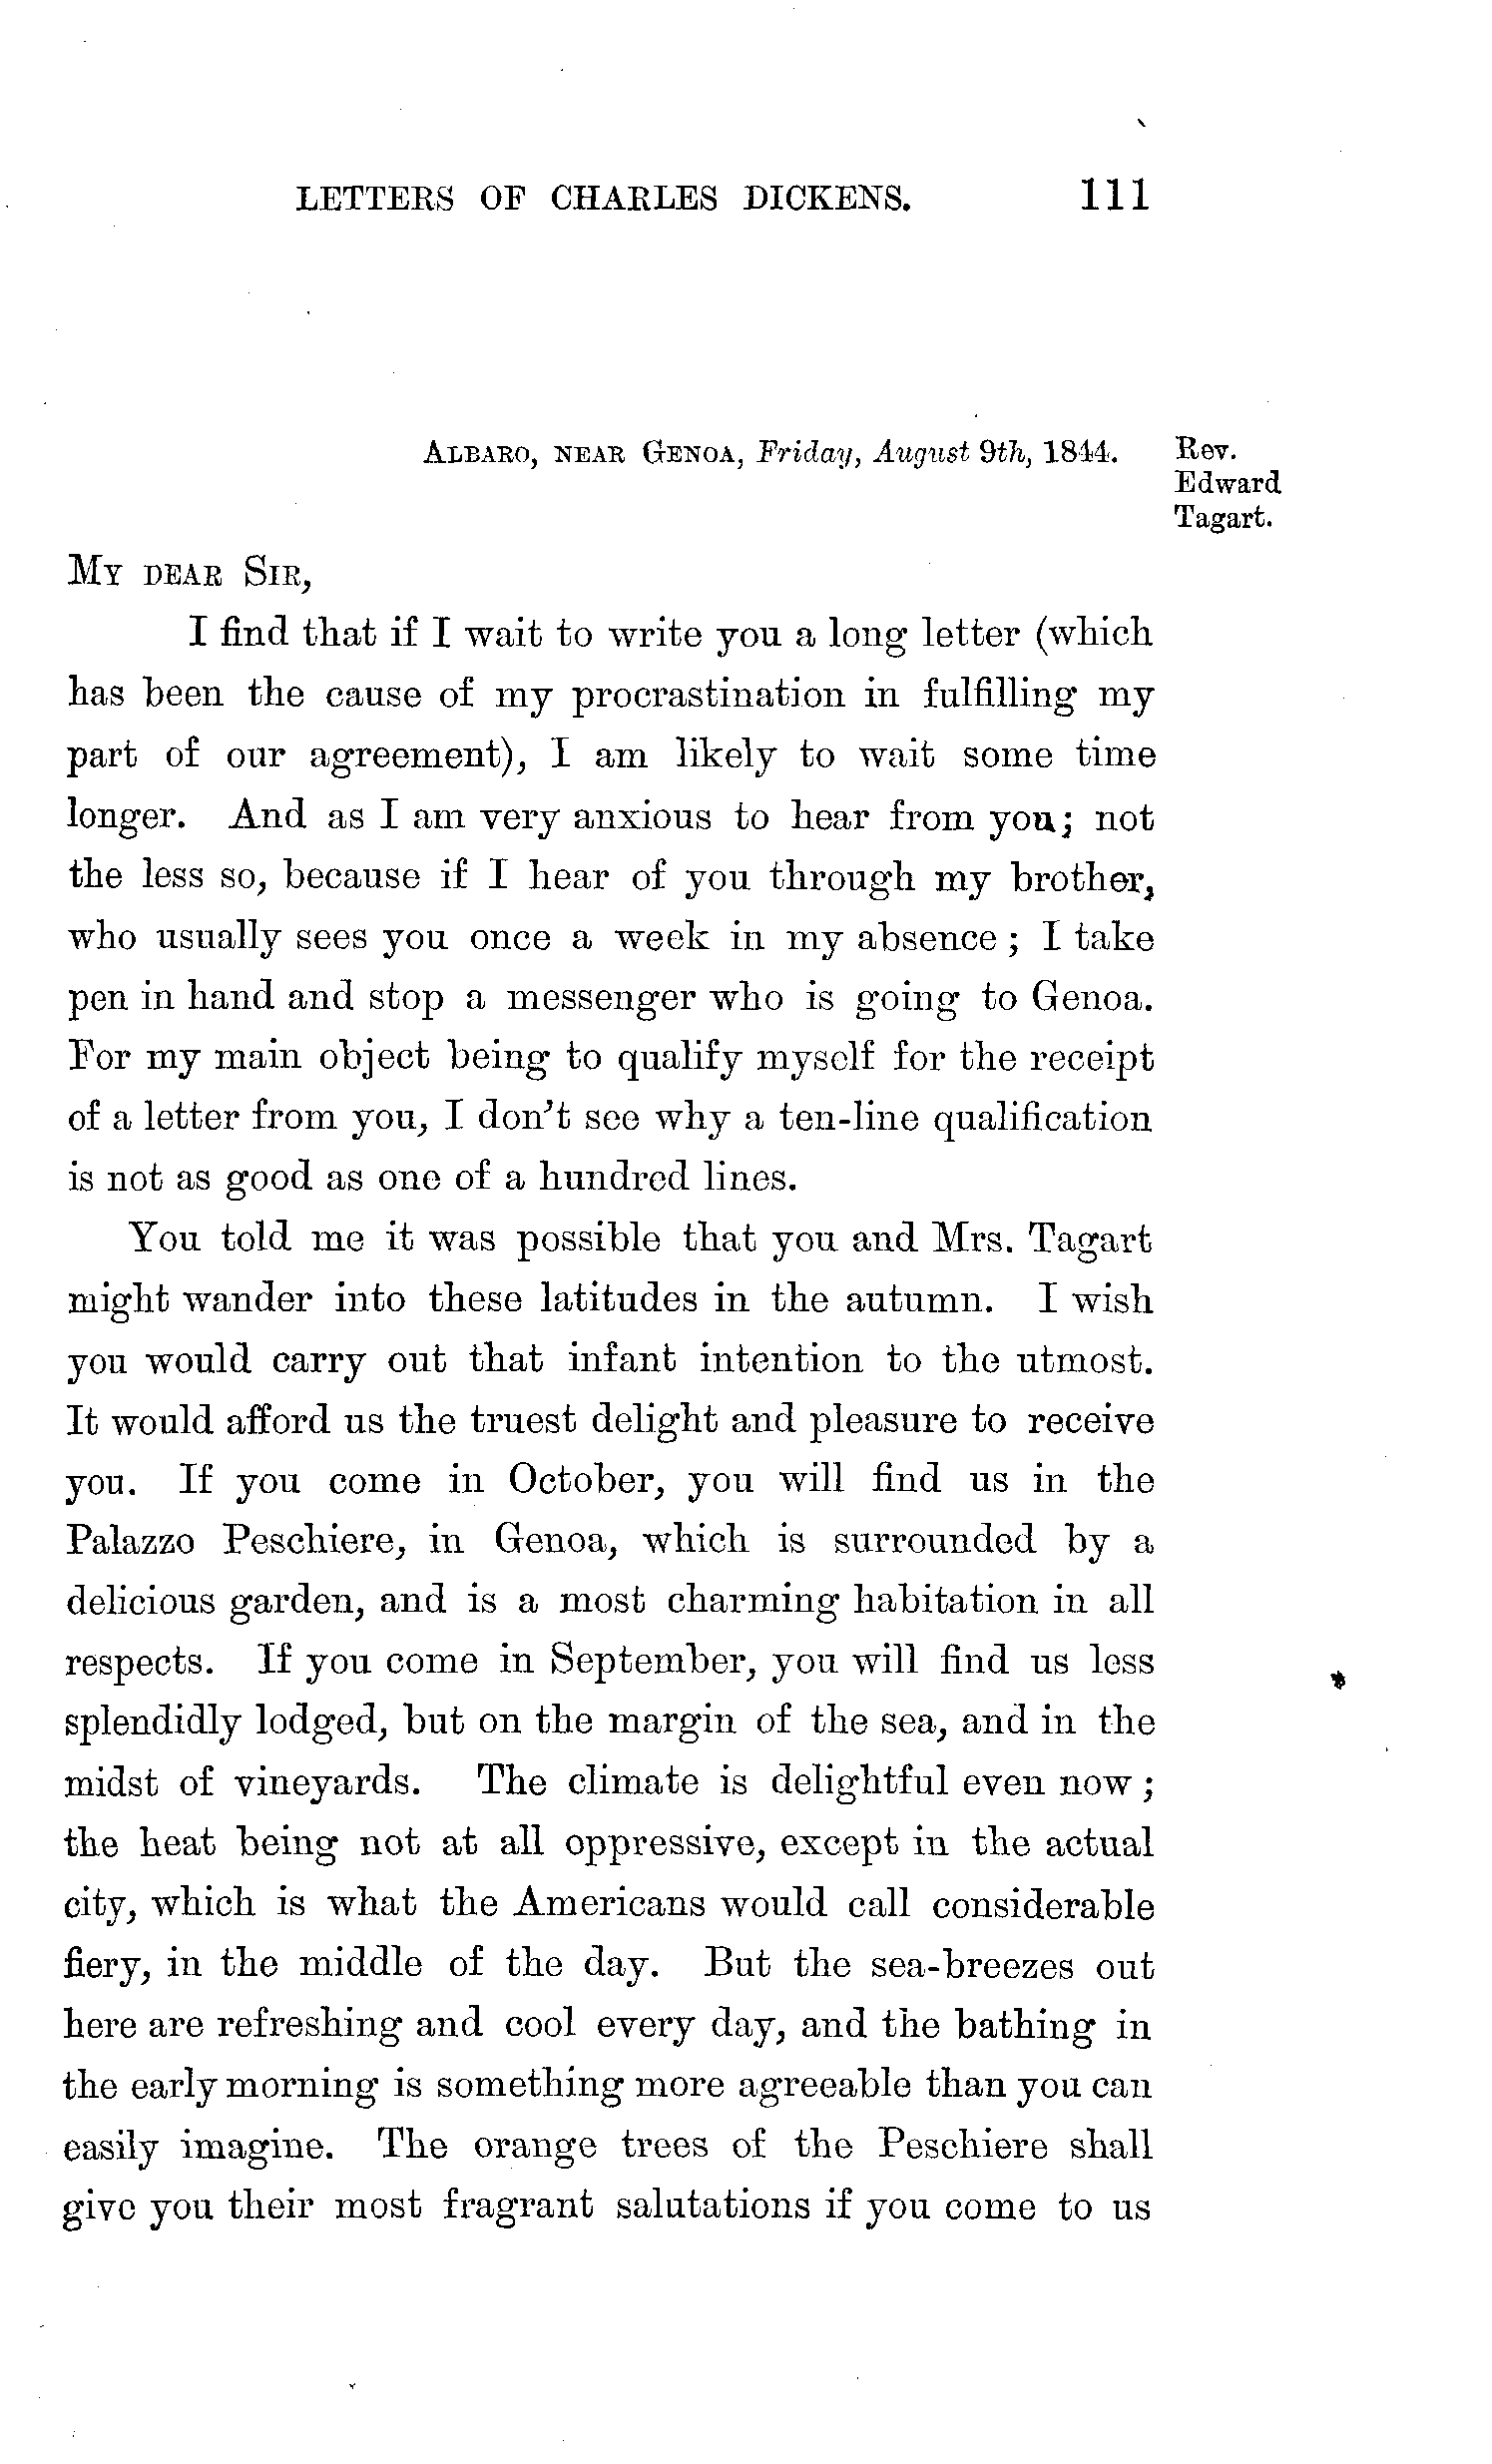 LETTERS OF CHARLES DICKENS. 111
ALBARO, NEAR GENOA, Friday, August 9th, 1844.
Rev.
Edward
Tagart.
MY DEAR SIR,
I find that if I wait to write you a long letter (which
has been the cause of my procrastination in fulfilling my
part of our agreement), I am likely to wait some time
longer. And as I am very anxious to hear from you; not
the less so, because if I hear of you through my brother,
who usually sees you once a week in my absence; I take
pen in hand and stop a messenger who is going to Genoa.
For my main object being to qualify myself for the receipt
of a letter from you, I don't see why a ten-line qualification
is not as good as one of a hundred lines.
You told me it was possible that you and Mrs. Tagart
might wander into these latitudes in the autumn. I wish
you would carry out that infant intention to the utmost.
It would afford us the truest delight and pleasure to receive
you. If you come in October, you will find us in the
Palazzo Peschiere, in Genoa, which is surrounded by a
delicious garden, and is a most charming habitation in all
respects. If you come in September, you will find us less
splendidly lodged, but on the margin of the sea, and in the
midst of vineyards. The climate is delightful even now;
the heat being not at all oppressive, except in the actual
city, which is what the Americans would call considerable
fiery, in the middle of the day. But the sea-breezes out
here are refreshing and cool every day, and the bathing in
the early morning is something more agreeable than you can
easily imagine. The orange trees of the Peschiere shall
give you their most fragrant salutations if you come to us